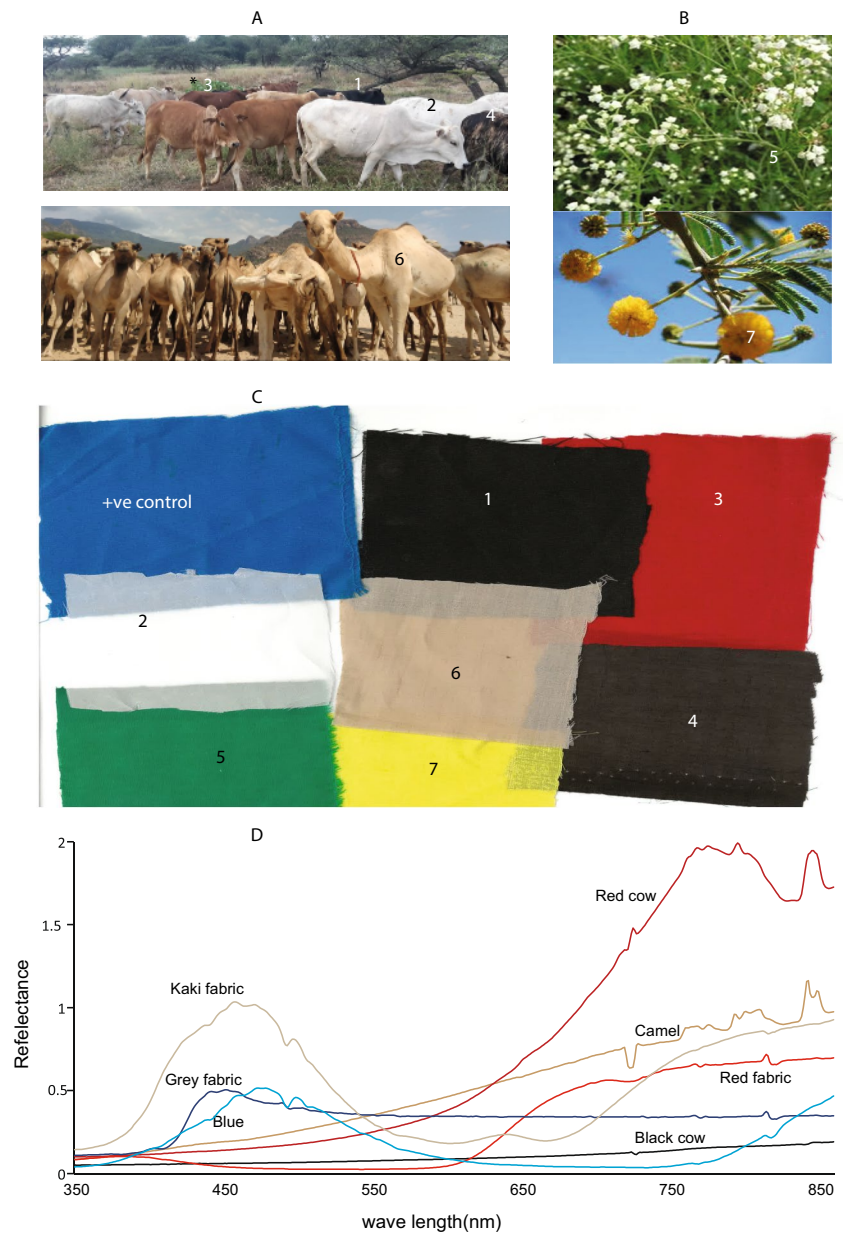 A
B
* 3
1
2
4
5
6
7
C
+ve control
1
3
2
6
4
5
7
D
2
1.5
1
0.5
0
Refelectance
Red cow
Kaki fabric
Camel
Grey fabric
Red fabric
Blue
Black cow
350 450 550 650 750 850
wave length(nm)